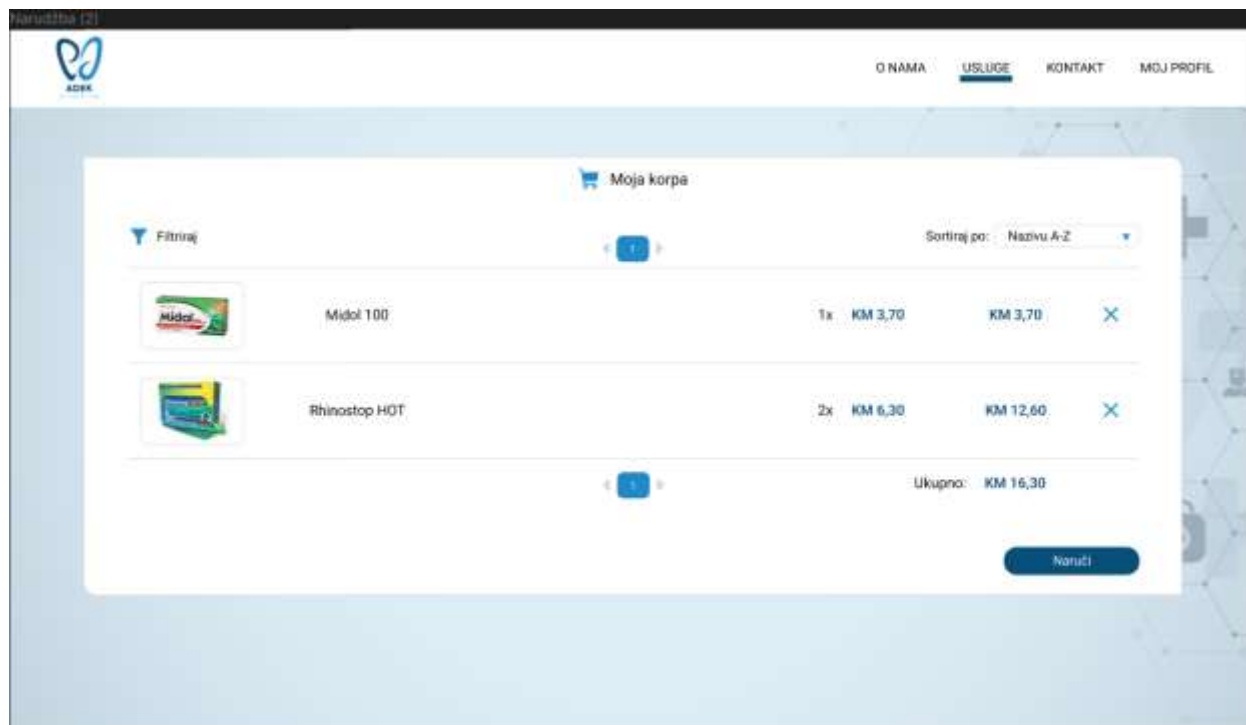 Narudžba (2)
ADEK
O NAMA USLUGE KONTAKT MOJ PROFIL
Moja korpa
Filtriraj
1
Sortiraj po: Nazivu A-Z
Midol
Midol 100 1x KM 3,70 KM 3,70
Rhinostop HOT 2x KM 6,30 KM 12,60
1
Ukupno: KM 16,30
Naruči